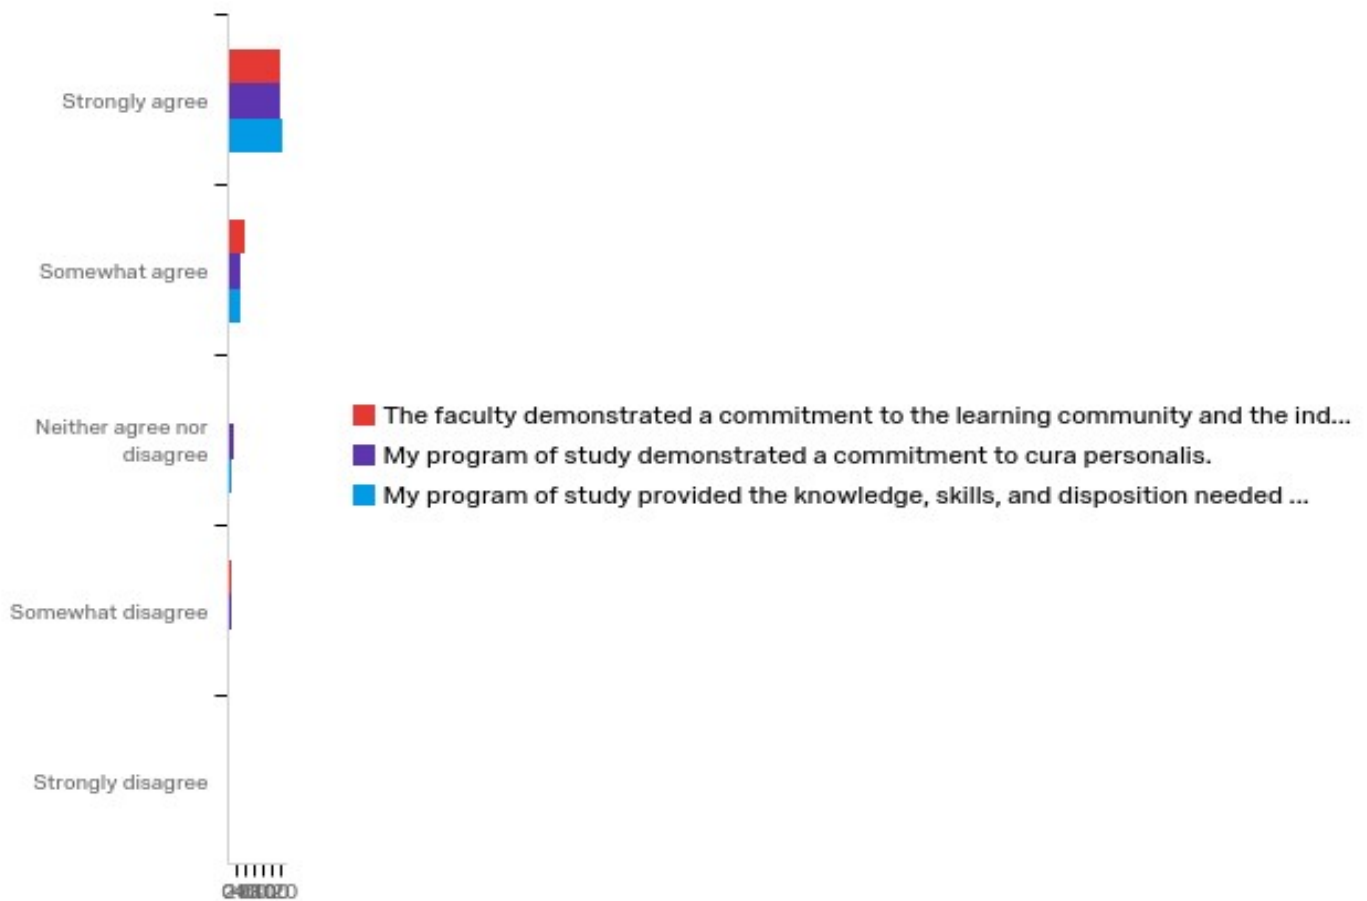 Strongly agree
Somewhat agree
Neither agree nor
disagree
The faculty demonstrated a commitment to the learning community and the ind...
My program of study demonstrated a commitment to cura personalis.
My program of study provided the knowledge, skills, and disposition needed ...
Somewhat disagree
Strongly disagree